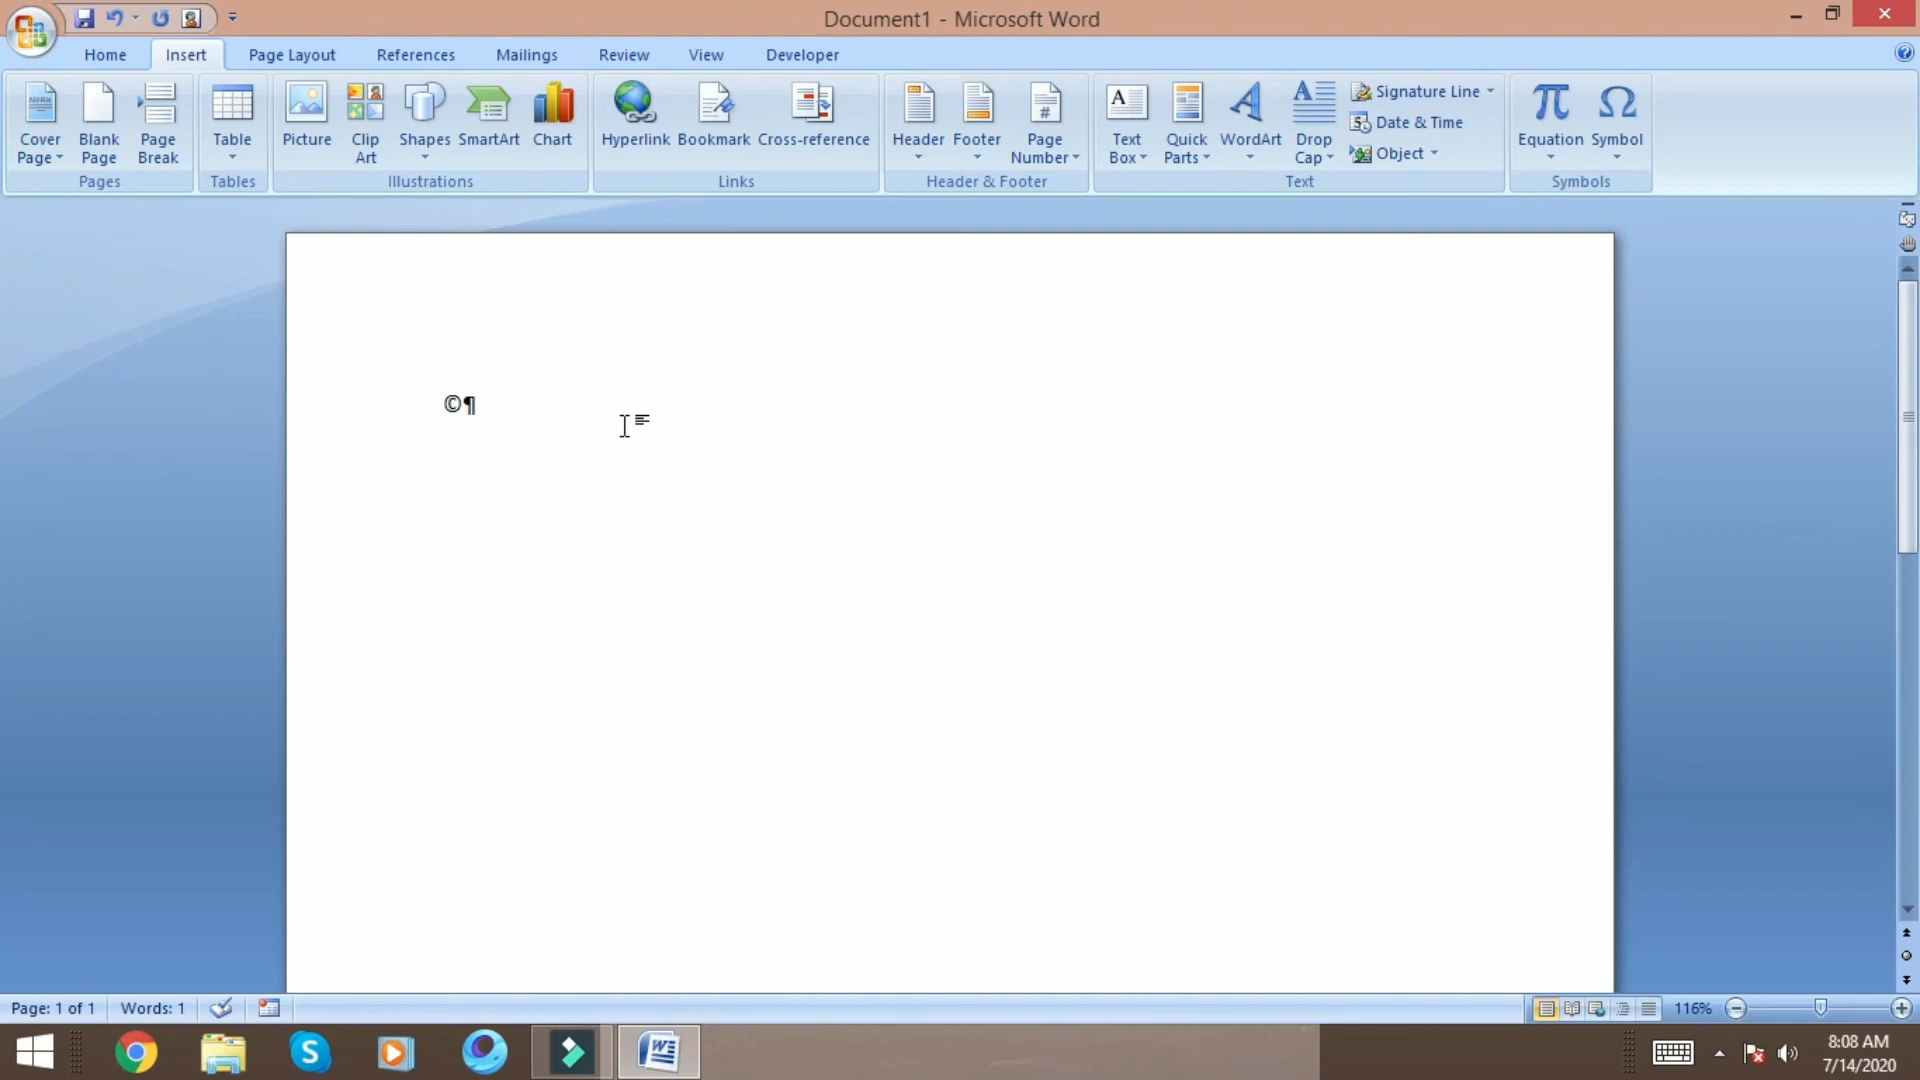 Document1 - Microsoft Word
Home Insert Page Layout References Mailings Review View Developer
Cover Page
Blank Page
Page Break
Table
Picture
Clip Art
Shapes
SmartArt
Chart
Hyperlink
Bookmark
Cross-reference
Header
Footer
Page Number
Text Box
Quick Parts
WordArt
Drop Cap
Signature Line
Date & Time
Object
Equation
Symbol
Pages Tables Illustrations Links Header & Footer Text Symbols
©¶
Page: 1 of 1 Words: 1 116%
8:08 AM
7/14/2020